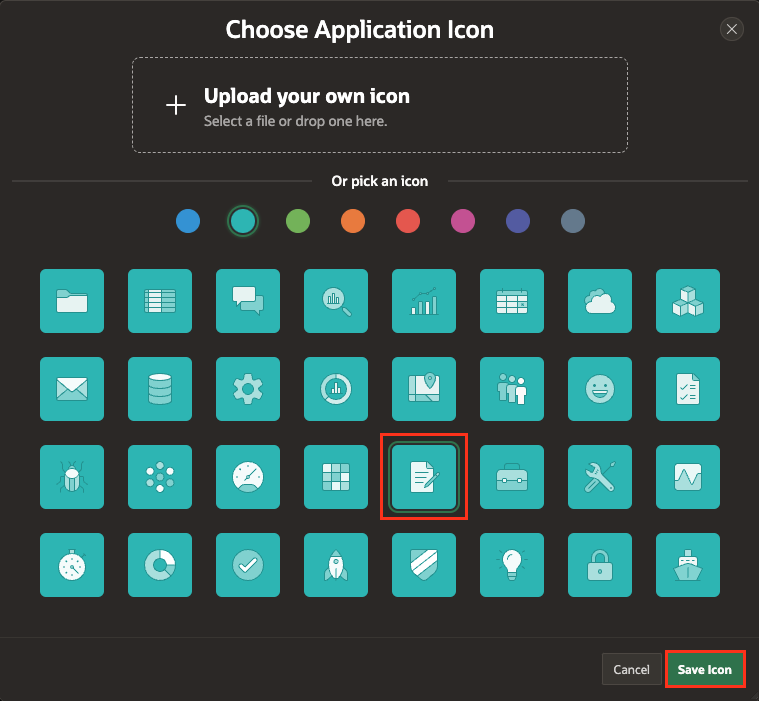 Choose Application Icon
Upload your own icon
Select a file or drop one here.
Or pick an icon
Cancel
Save Icon